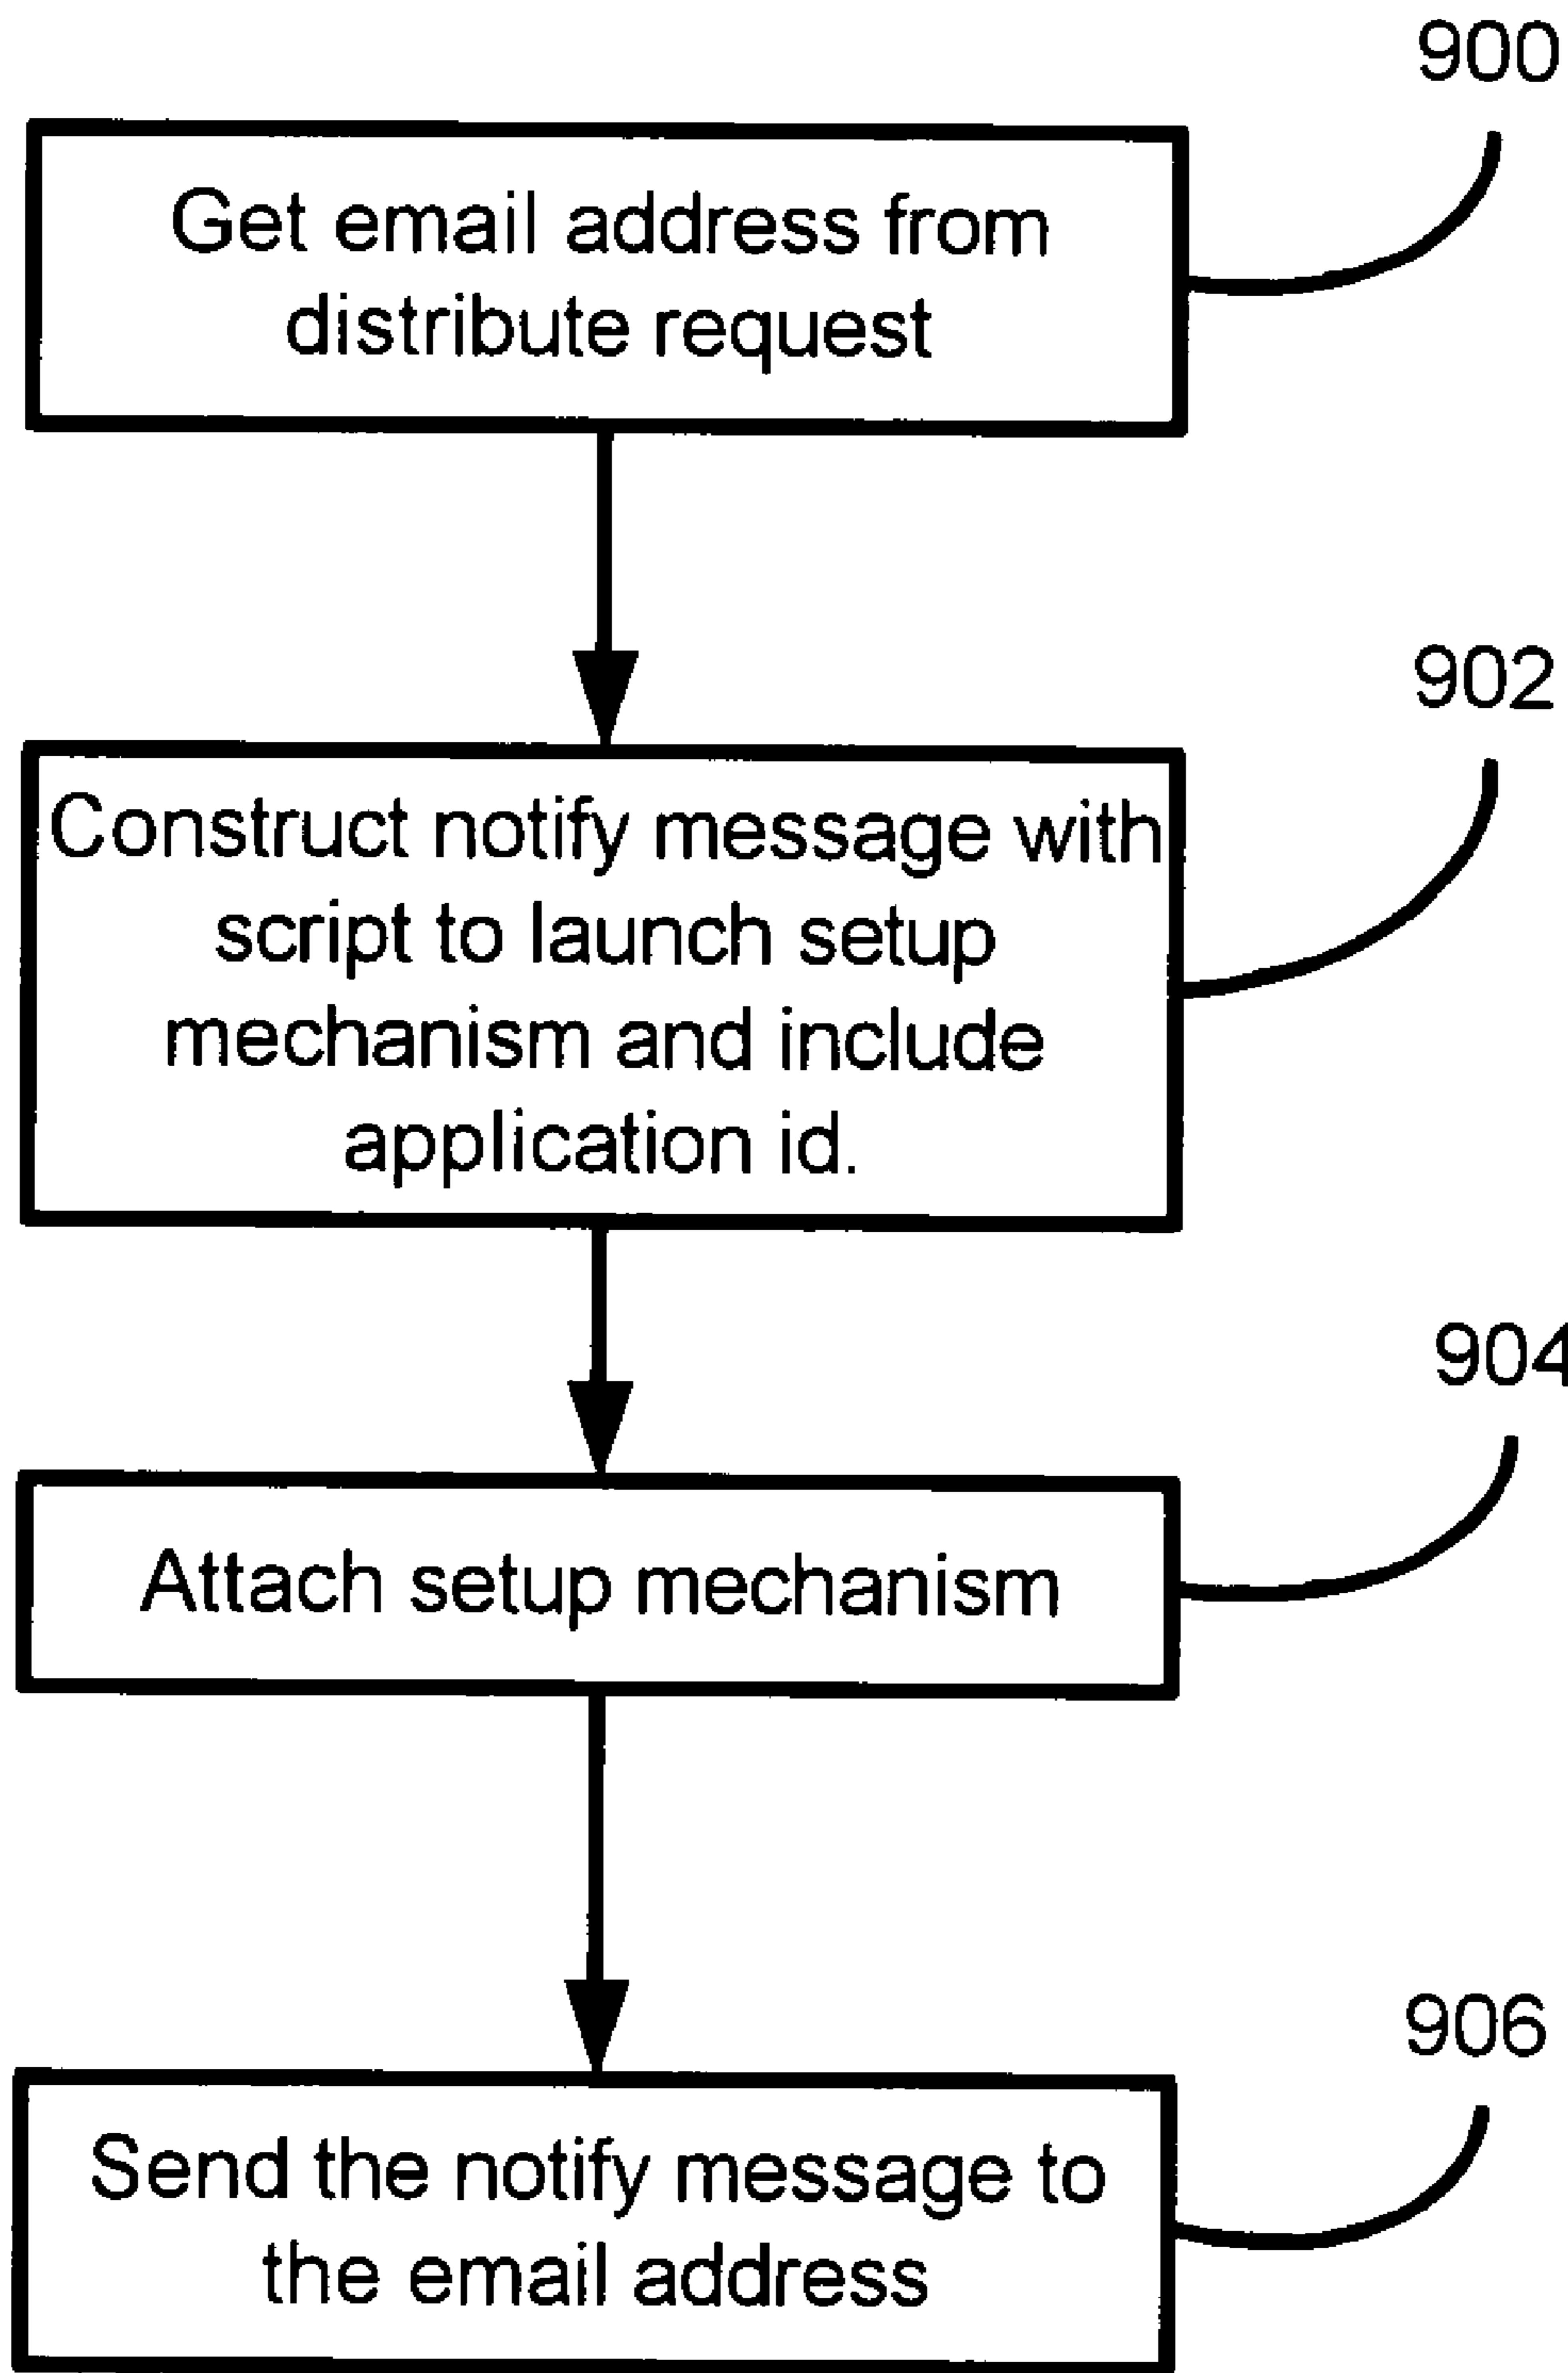 900
Get email address from
distribute request
902
Construct notify message with
script to launch setup
mechanism and include
application id.
904
Attach setup mechanism
906
Send the notify message to
the email address